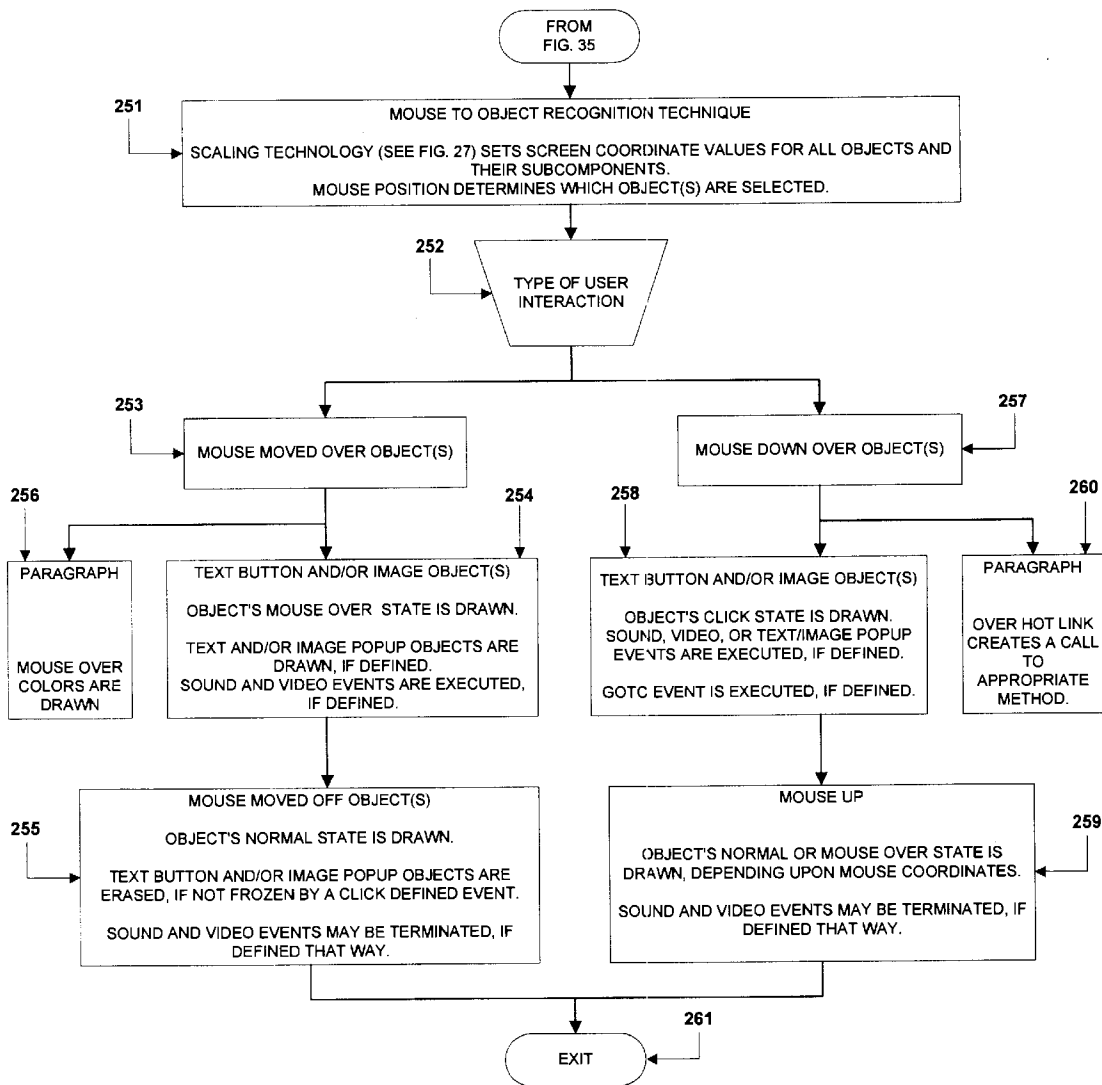 FROM
FIG. 35
251
MOUSE TO OBJECT RECOGNITION TECHNIQUE
SCALING TECHNOLOGY (SEE FIG. 27) SETS SCREEN COORDINATE VALUES FOR ALL OBJECTS AND
THEIR SUBCOMPONENTS.
MOUSE POSITION DETERMINES WHICH OBJECT(S) ARE SELECTED.
252
TYPE OF USER
INTERACTION
253
MOUSE MOVED OVER OBJECT(S)
257
MOUSE DOWN OVER OBJECT(S)
256
PARAGRAPH
MOUSE OVER
COLORS ARE
DRAWN
254
TEXT BUTTON AND/OR IMAGE OBJECT(S)
OBJECT'S MOUSE OVER STATE IS DRAWN.
TEXT AND/OR IMAGE POPUP OBJECTS ARE
DRAWN, IF DEFINED.
SOUND AND VIDEO EVENTS ARE EXECUTED,
IF DEFINED.
258
TEXT BUTTON AND/OR IMAGE OBJECT(S)
OBJECT'S CLICK STATE IS DRAWN.
SOUND, VIDEO, OR TEXT/IMAGE POPUP
EVENTS ARE EXECUTED, IF DEFINED.
GOTC EVENT IS EXECUTED, IF DEFINED.
260
PARAGRAPH
OVER HOT LINK
CREATES A CALL
TO
APPROPRIATE
METHOD.
255
MOUSE MOVED OFF OBJECT(S)
OBJECT'S NORMAL STATE IS DRAWN.
TEXT BUTTON AND/OR IMAGE POPUP OBJECTS ARE
ERASED, IF NOT FROZEN BY A CLICK DEFINED EVENT.
SOUND AND VIDEO EVENTS MAY BE TERMINATED, IF
DEFINED THAT WAY.
259
MOUSE UP
OBJECT'S NORMAL OR MOUSE OVER STATE IS
DRAWN, DEPENDING UPON MOUSE COORDINATES.
SOUND AND VIDEO EVENTS MAY BE TERMINATED, IF
DEFINED THAT WAY.
261
EXIT